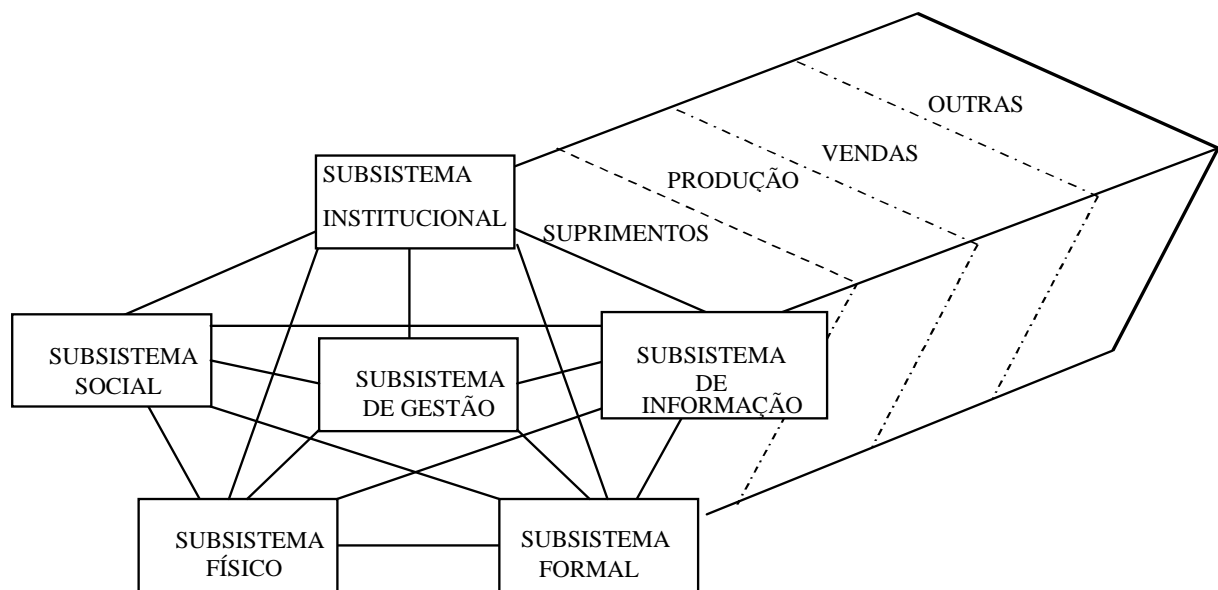 OUTRAS
VENDAS
PRODUÇÃO
SUPRIMENTOS
SUBSISTEMA
INSTITUCIONAL
SUBSISTEMA
SOCIAL
SUBSISTEMA
DE GESTÃO
SUBSISTEMA
DE
INFORMAÇÃO
SUBSISTEMA
FÍSICO
SUBSISTEMA
FORMAL